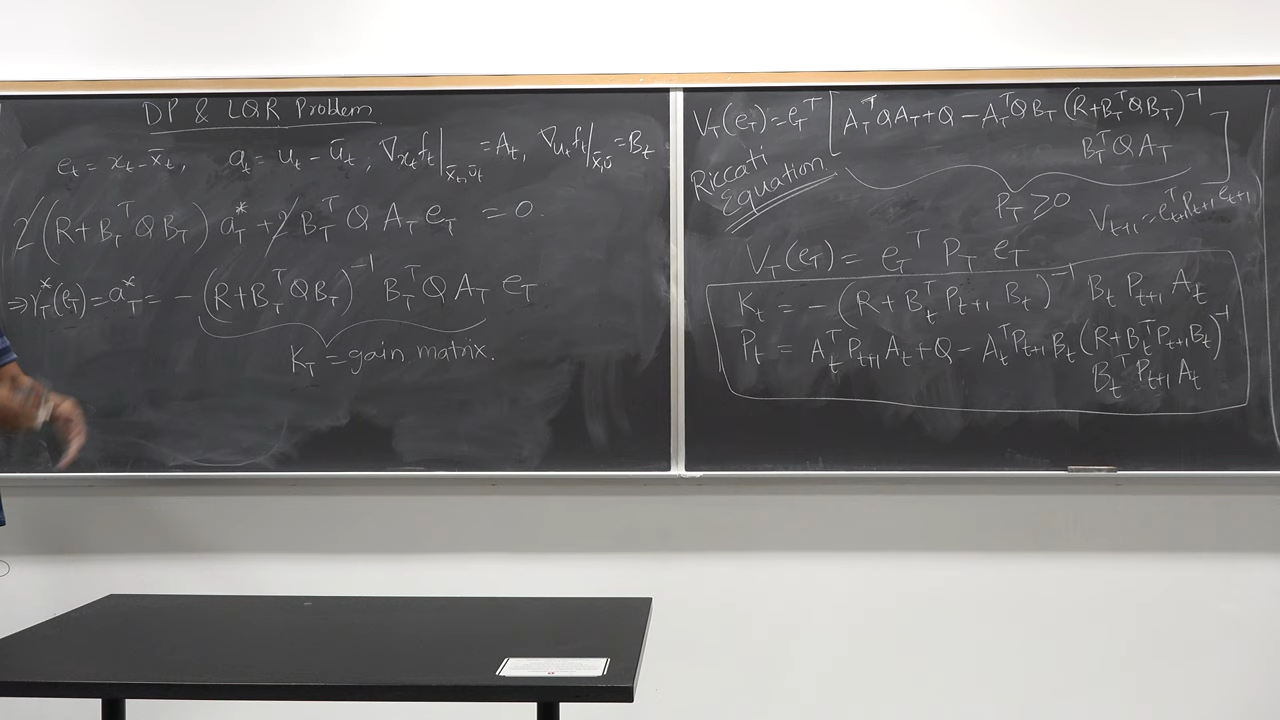 DP & LQR Problem
e_t = x_t − x̄_t, a_t = u_t − ū_t, ∇_{x_t} f_t |_{x̄_t, ū_t} = A_t, ∇_{u_t} f_t |_{x̄, ū} = B_t
2 (R + B_T^T Q B_T) a_T^* + 2 B_T^T Q A_T e_T = 0.
⇒ γ_T^*(e_T) = a_T^* = − (R + B_T^T Q B_T)^{-1} B_T^T Q A_T e_T
K_T = gain matrix.
V_T(e_T) = e_T^T [ A_T^T Q A_T + Q − A_T^T Q B_T (R + B_T^T Q B_T)^{-1}
B_T^T Q A_T ]
Riccati
Equation.
P_T ≥ 0
V_{t+1} = e_{t+1}^T P_{t+1} e_{t+1}
V_T(e_T) = e_T^T P_T e_T
K_t = − (R + B_t^T P_{t+1} B_t)^{-1} B_t P_{t+1} A_t
P_t = A_t^T P_{t+1} A_t + Q − A_t^T P_{t+1} B_t (R + B_t^T P_{t+1} B_t)^{-1}
B_t^T P_{t+1} A_t